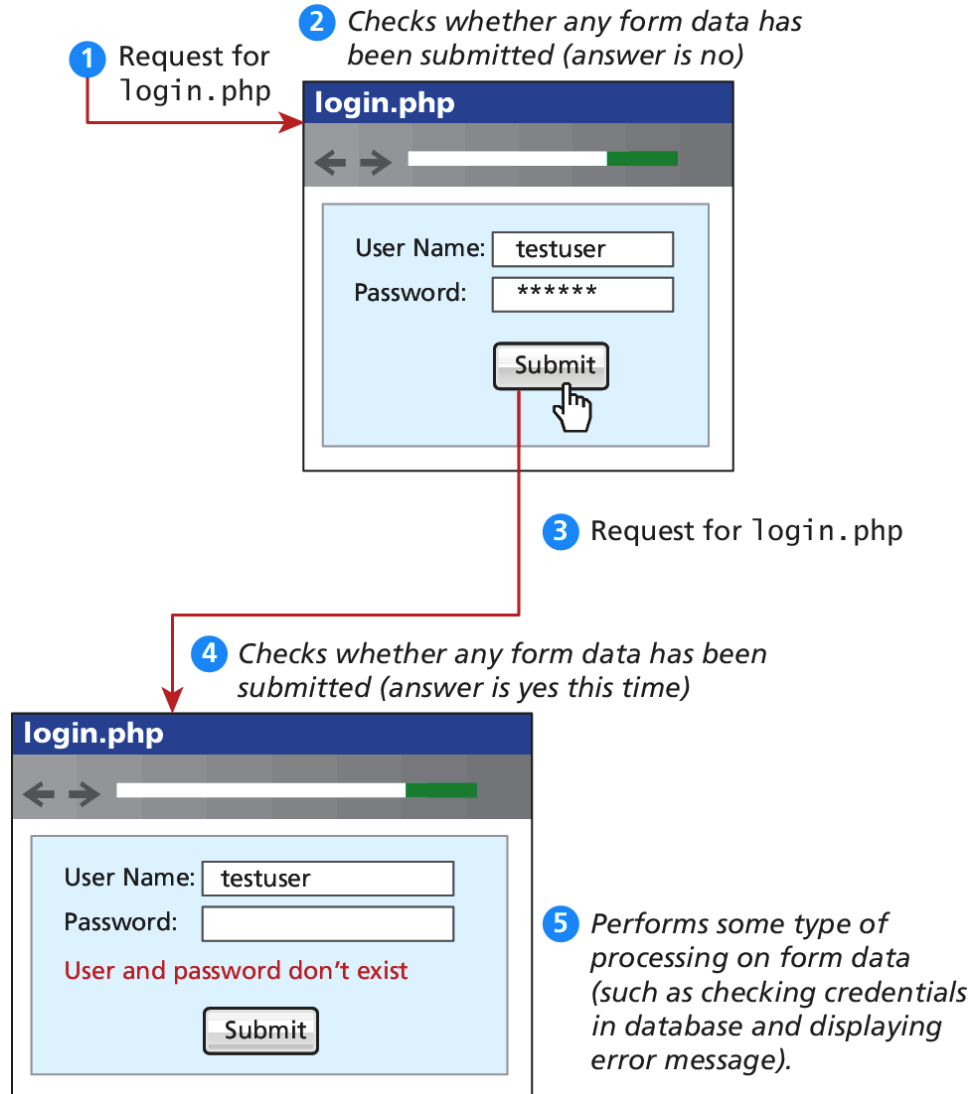 1 Request for
login.php
2 Checks whether any form data has
been submitted (answer is no)
login.php
User Name: testuser
Password: ******
Submit
3 Request for login.php
4 Checks whether any form data has been
submitted (answer is yes this time)
login.php
User Name: testuser
Password:
User and password don’t exist
Submit
5 Performs some type of
processing on form data
(such as checking credentials
in database and displaying
error message).